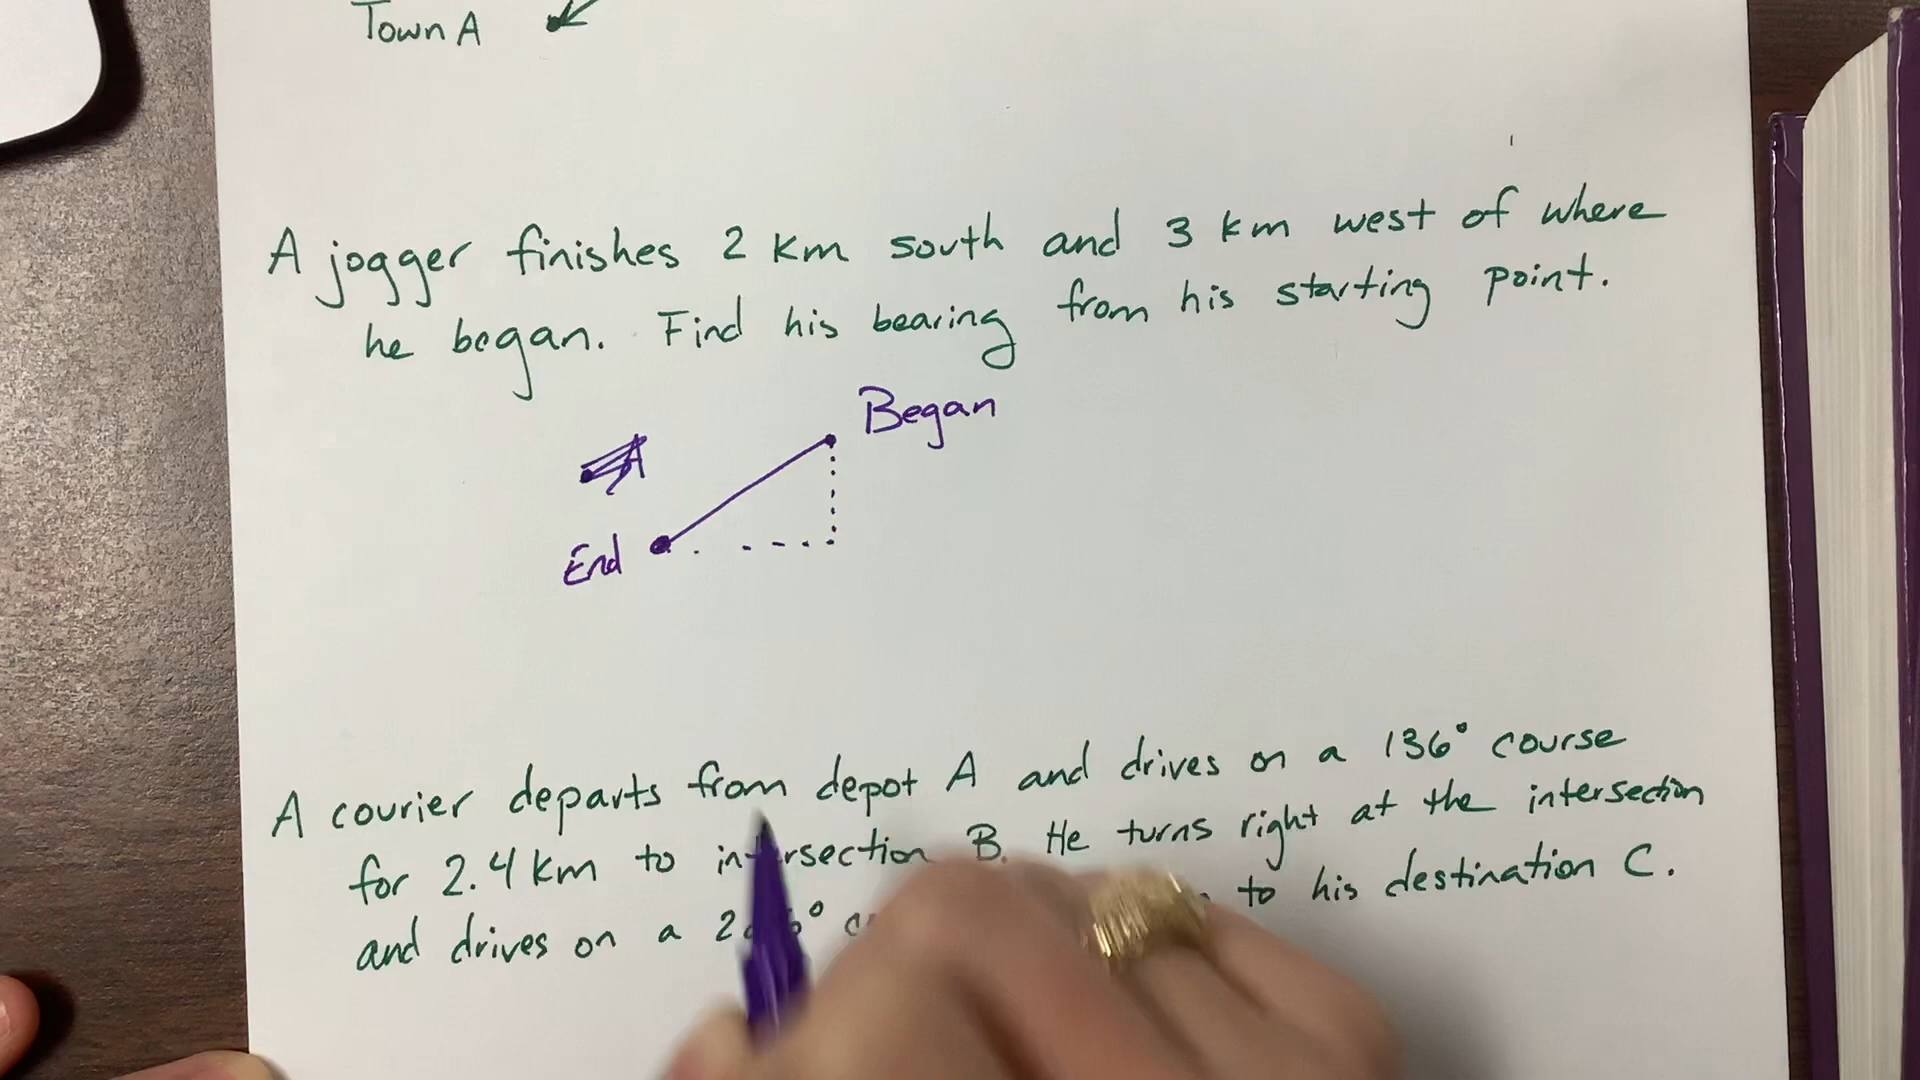 Town A
A jogger finishes 2 km south and 3 km west of where
he began. Find his bearing from his starting point.
Began
End
A courier departs from depot A and drives on a 136° course
for 2.4 km to intersection B. He turns right at the intersection
and drives on a to his destination C.